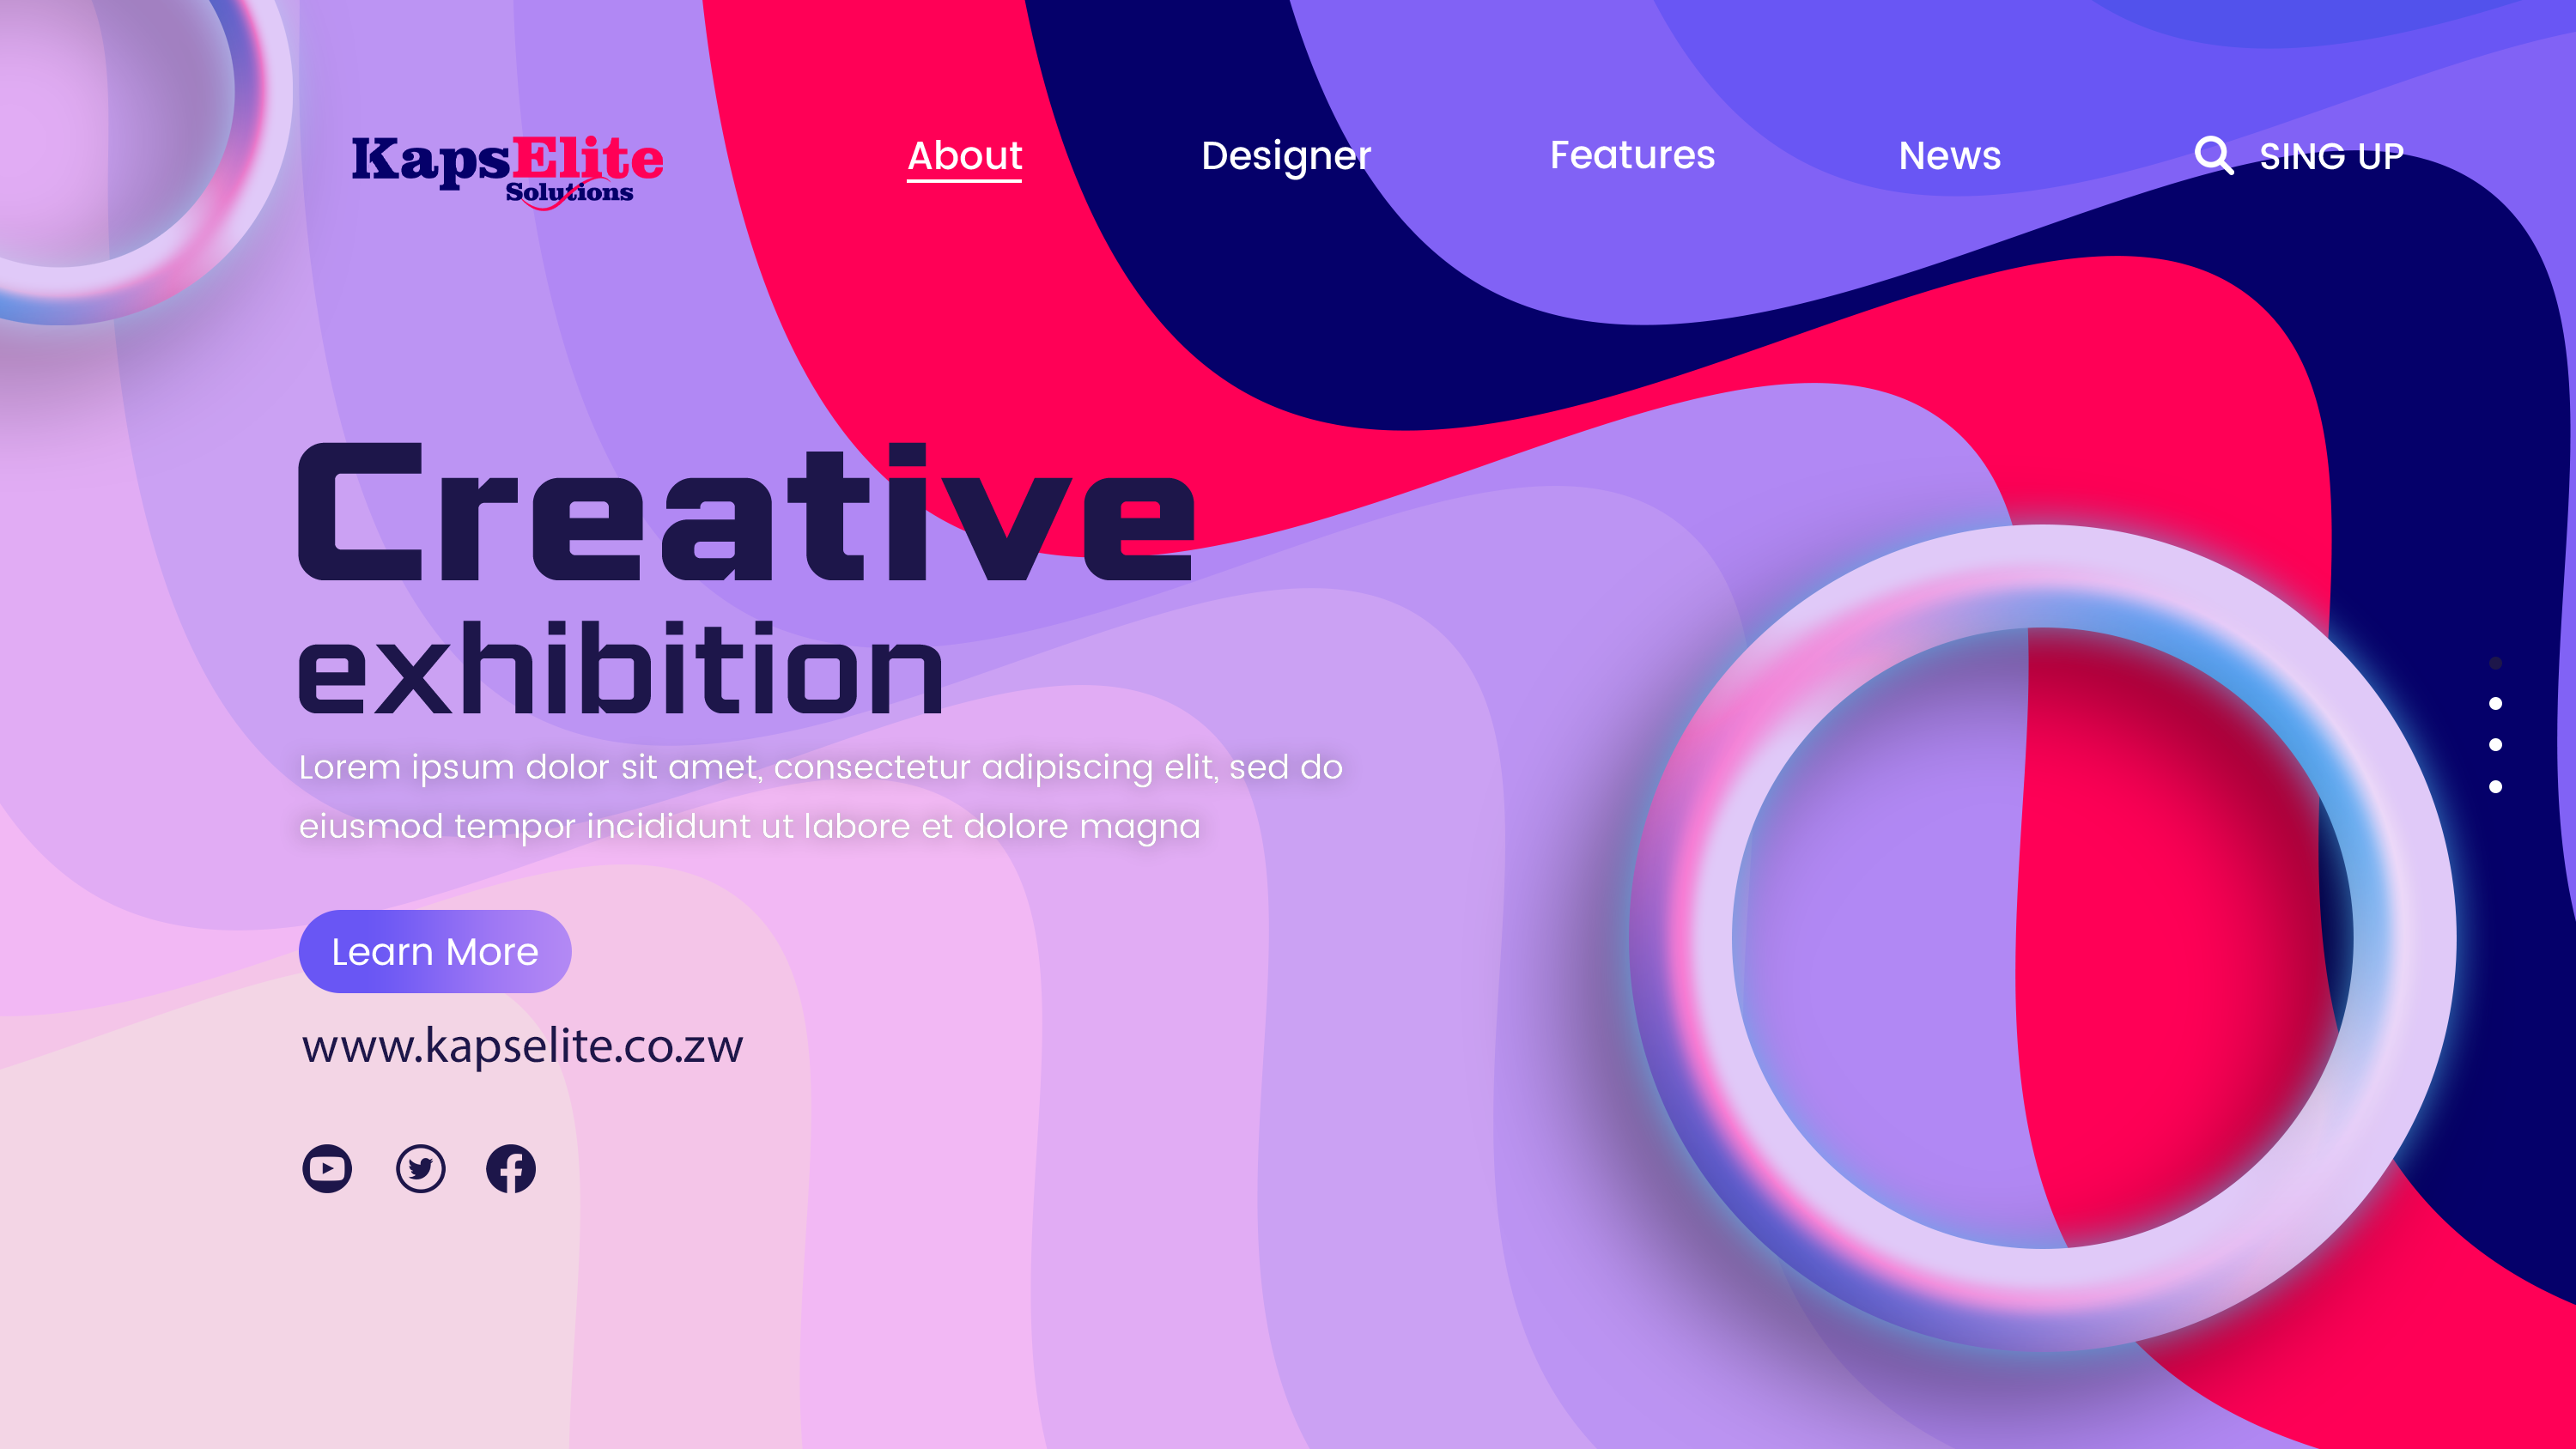 KapsElite
Solutions
About
Designer
Features
News
SING UP
Creative
exhibition
Lorem ipsum dolor sit amet, consectetur adipiscing elit, sed do
eiusmod tempor incididunt ut labore et dolore magna
Learn More
www.kapselite.co.zw